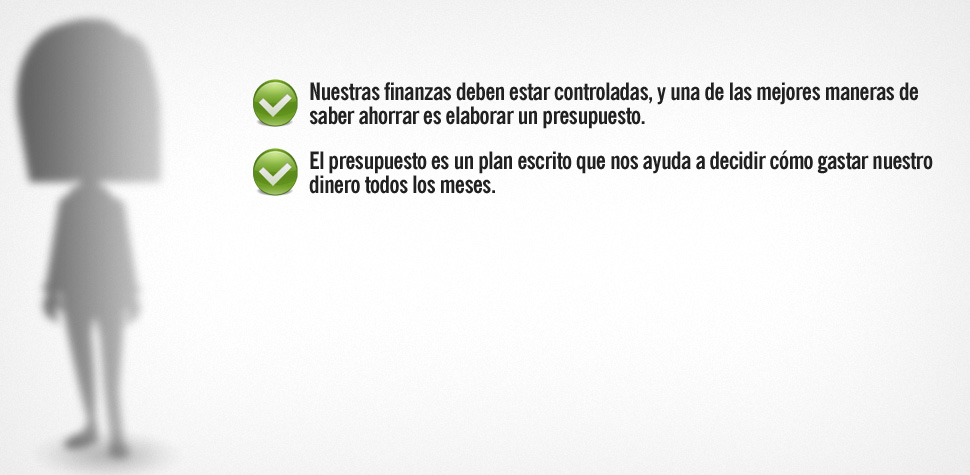 Nuestras finanzas deben estar controladas, y una de las mejores maneras de
saber ahorrar es elaborar un presupuesto.
El presupuesto es un plan escrito que nos ayuda a decidir cómo gastar nuestro
dinero todos los meses.